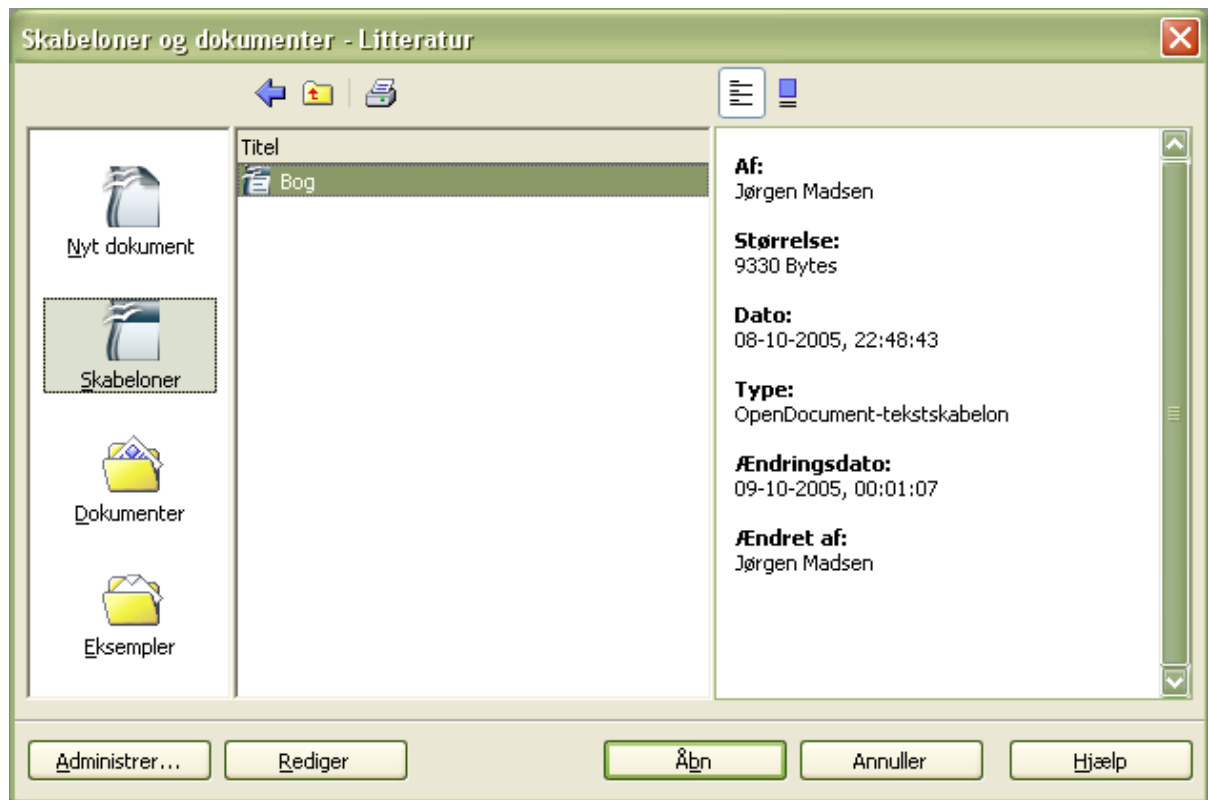 Skabeloner og dokumenter - Litteratur
Nyt dokument
Skabeloner
Dokumenter
Eksempler
Titel
Bog
Af:
Jørgen Madsen
Størrelse:
9330 Bytes
Dato:
08-10-2005, 22:48:43
Type:
OpenDocument-tekstskabelon
Ændringsdato:
09-10-2005, 00:01:07
Ændret af:
Jørgen Madsen
Administrer...
Rediger
Åbn
Annuller
Hjælp